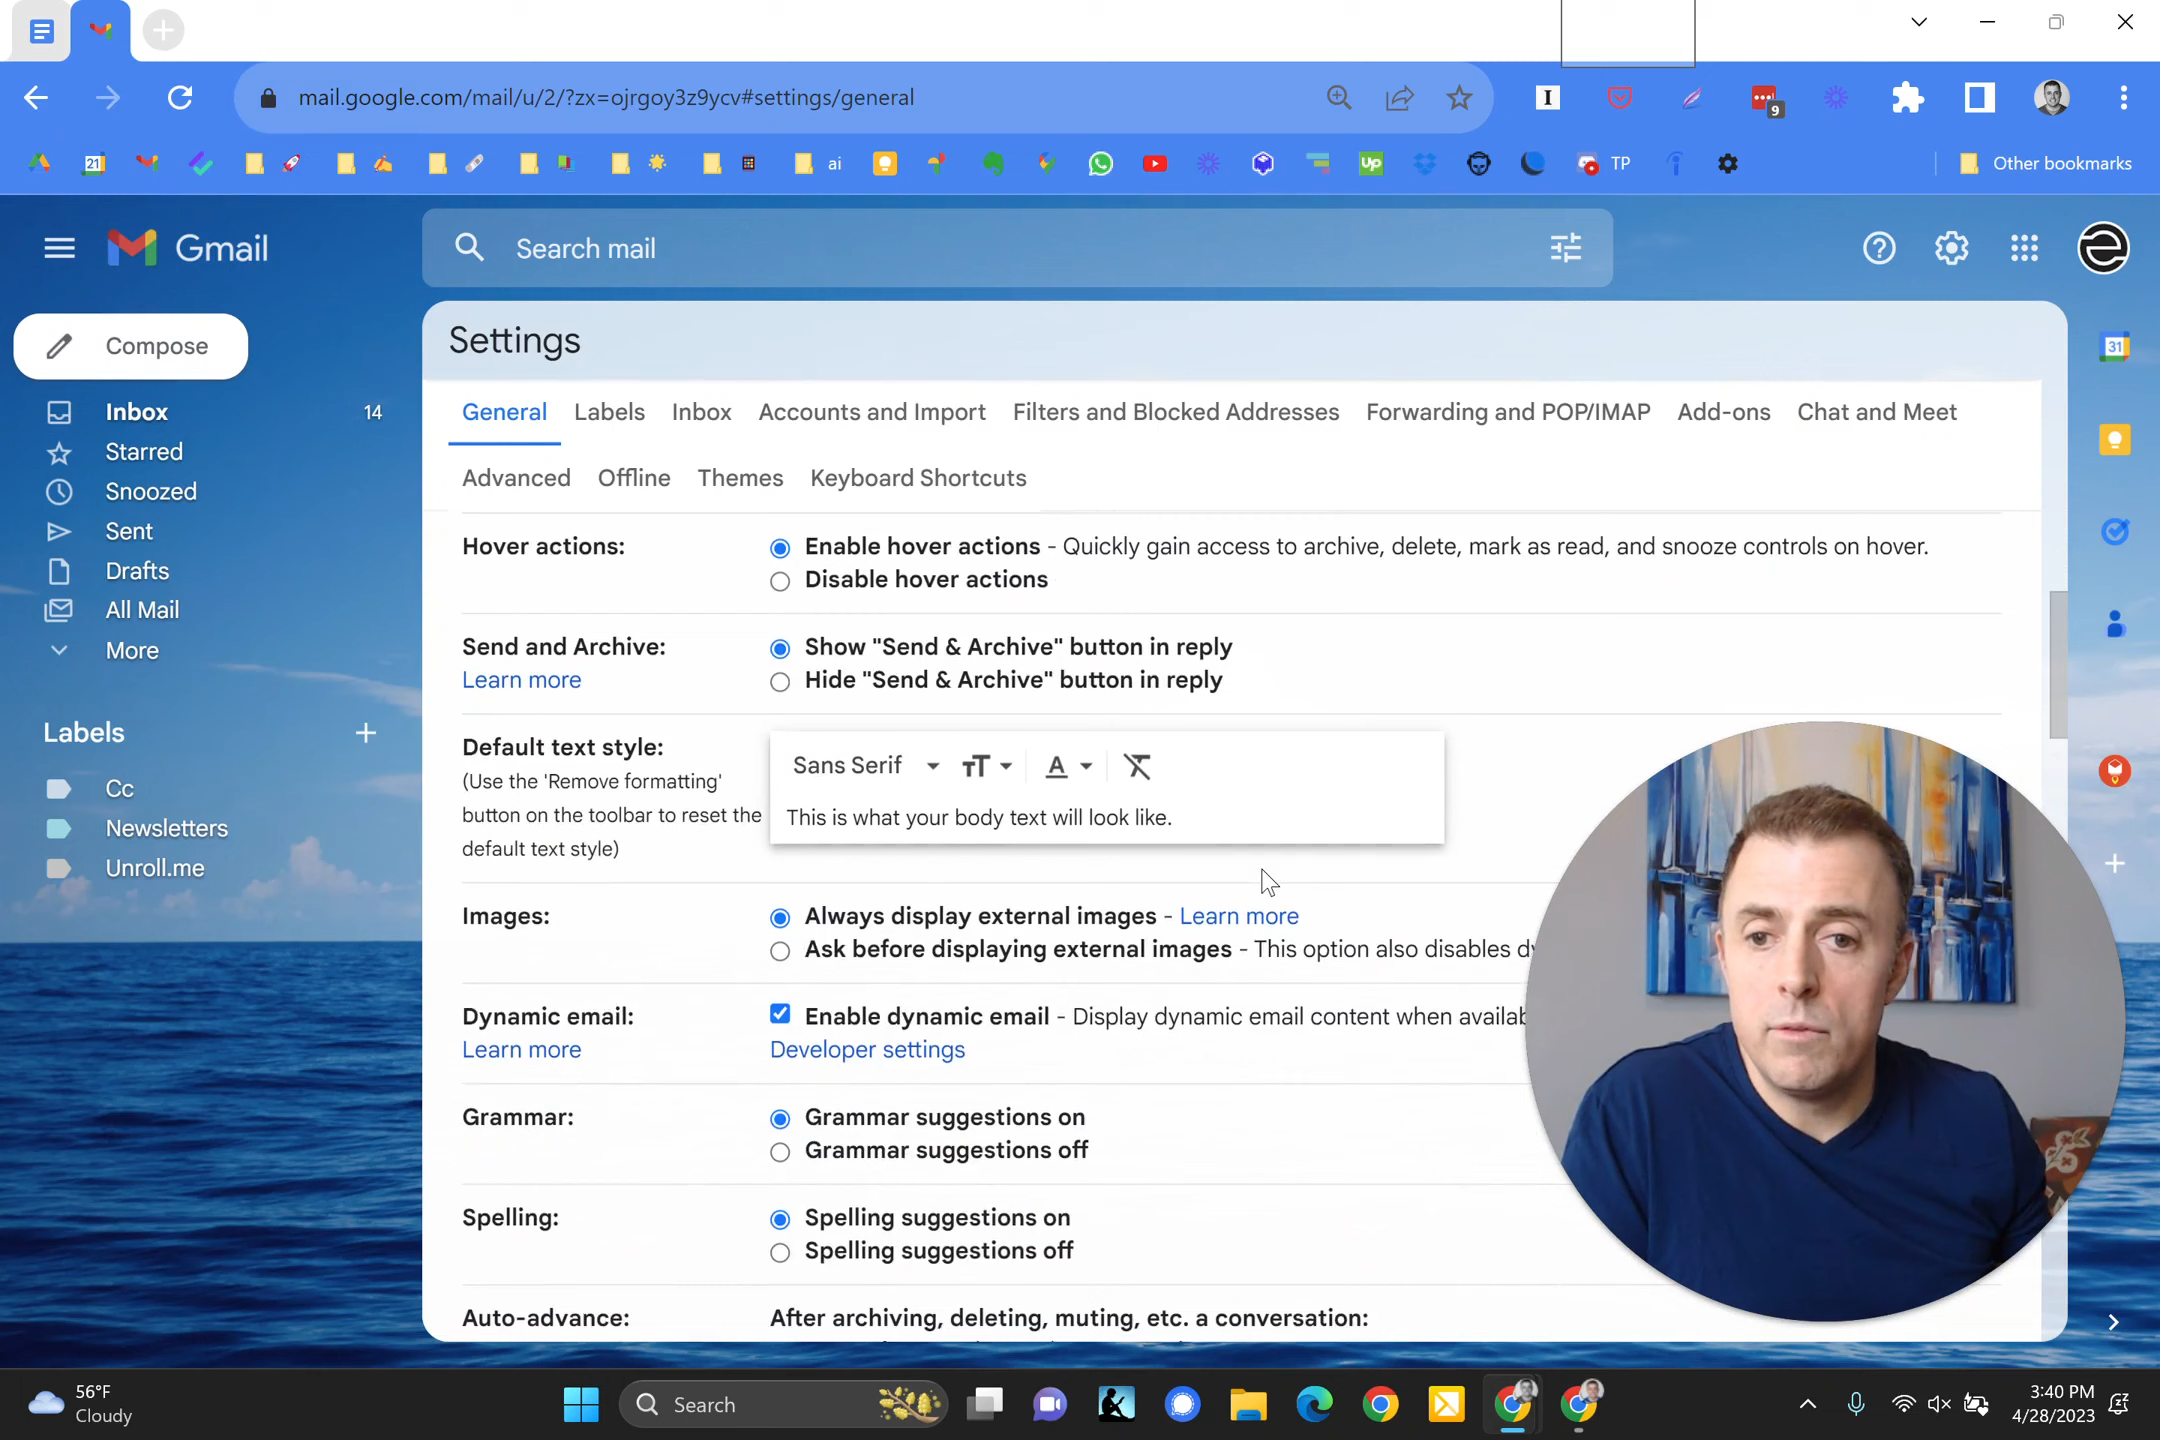 mail.google.com/mail/u/2/?zx=ojrgoy3z9ycv#settings/general
9
21
ai
Up
TP
Other bookmarks
Gmail
Search mail
Compose
Inbox 14
Starred
Snoozed
Sent
Drafts
All Mail
More
Labels
Cc
Newsletters
Unroll.me
Settings
General Labels Inbox Accounts and Import Filters and Blocked Addresses Forwarding and POP/IMAP Add-ons Chat and Meet
Advanced Offline Themes Keyboard Shortcuts
Hover actions: Enable hover actions - Quickly gain access to archive, delete, mark as read, and snooze controls on hover.
Disable hover actions
Send and Archive: Show "Send & Archive" button in reply
Learn more Hide "Send & Archive" button in reply
Default text style:
(Use the 'Remove formatting'
button on the toolbar to reset the
default text style)
Sans Serif
This is what your body text will look like.
Images: Always display external images - Learn more
Ask before displaying external images - This option also disables
Dynamic email: Enable dynamic email - Display dynamic email content when
Learn more Developer settings
Grammar: Grammar suggestions on
Grammar suggestions off
Spelling: Spelling suggestions on
Spelling suggestions off
Auto-advance: After archiving, deleting, muting, etc. a conversation:
31
56°F
Cloudy
Search
3:40 PM
4/28/2023